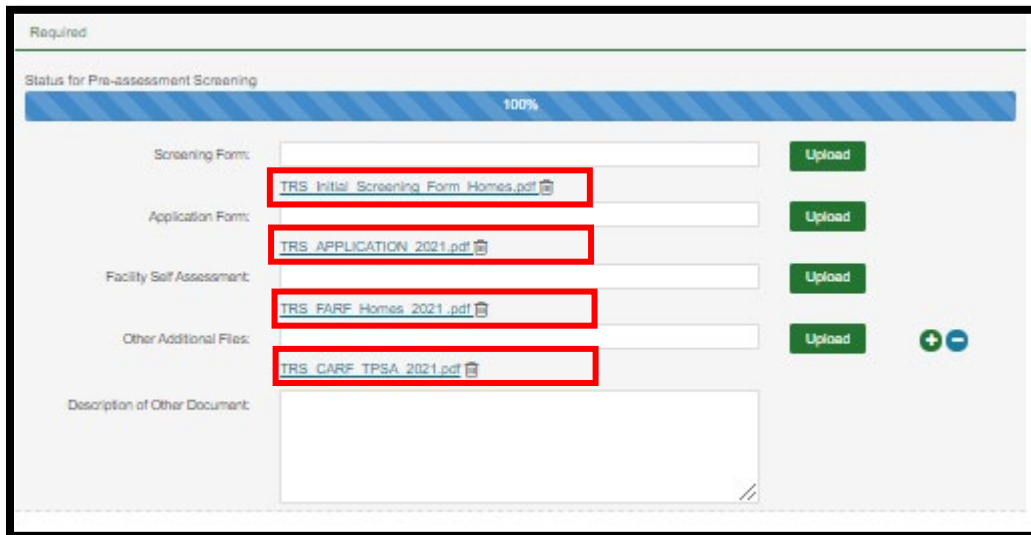 Required
Status for Pre-assessment Screening
100%
Screening Form: Upload
TRS_Initial_Screening_Form_Homes.pdf
Application Form: Upload
TRS_APPLICATION_2021.pdf
Facility Self Assessment: Upload
TRS_FARF_Homes_2021.pdf
Other Additional Files: Upload
TRS_CARF_TPSA_2021.pdf
Description of Other Document: